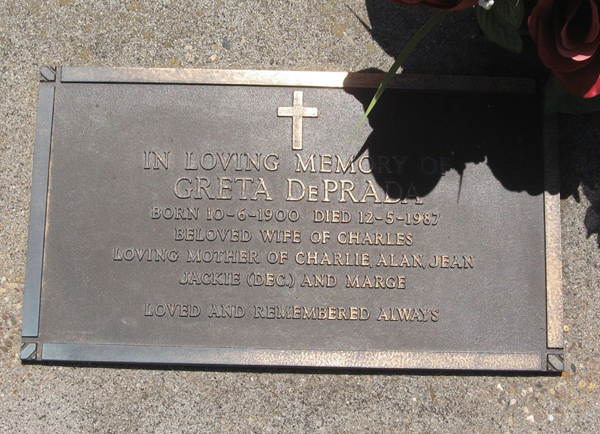 IN LOVING MEMORY OF
GRETA DePRADA
BORN 10-6-1900 DIED 12-5-1987
BELOVED WIFE OF CHARLES
LOVING MOTHER OF CHARLIE, ALAN, JEAN
JACKIE (DEC.) AND MARGE
LOVED AND REMEMBERED ALWAYS